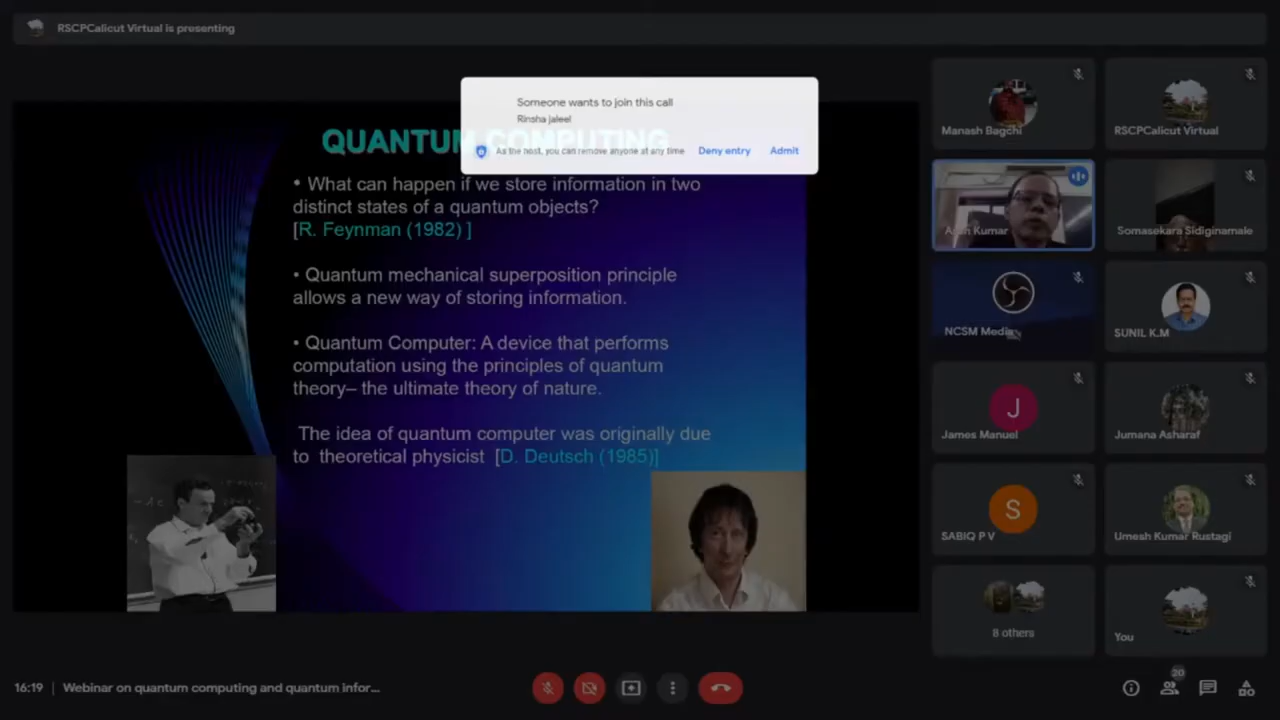 RSCPCalicut Virtual is presenting
Someone wants to join this call
Rinsha jaleel
As the host, you can remove anyone at any time
Deny entry
Admit
QUANTUM COMPUTING
• What can happen if we store information in two
distinct states of a quantum objects?
[R. Feynman (1982) ]
• Quantum mechanical superposition principle
allows a new way of storing information.
• Quantum Computer: A device that performs
computation using the principles of quantum
theory– the ultimate theory of nature.
The idea of quantum computer was originally due
to theoretical physicist [D. Deutsch (1985)]
Manash Bagchi
RSCPCalicut Virtual
Kumar
Somasekara Sidiginamale
NCSM Media
SUNIL K.M
J
James Manuel
Jumana Asharaf
S
SABIQ P V
Umesh Kumar Rustagi
8 others
You
16:19 | Webinar on quantum computing and quantum infor...
20